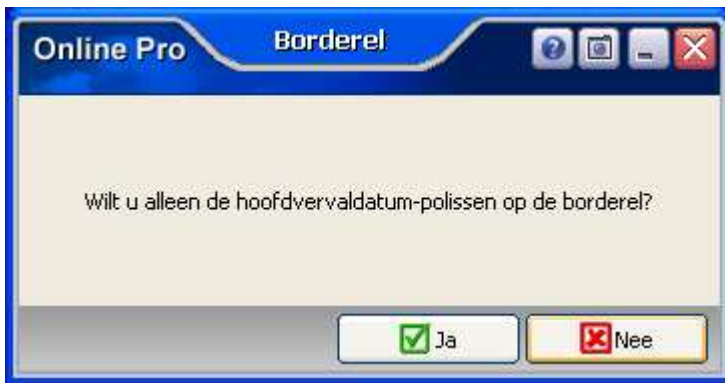 Online Pro
Borderel
Wilt u alleen de hoofdvervaldatum-polissen op de borderel?
Ja
Nee